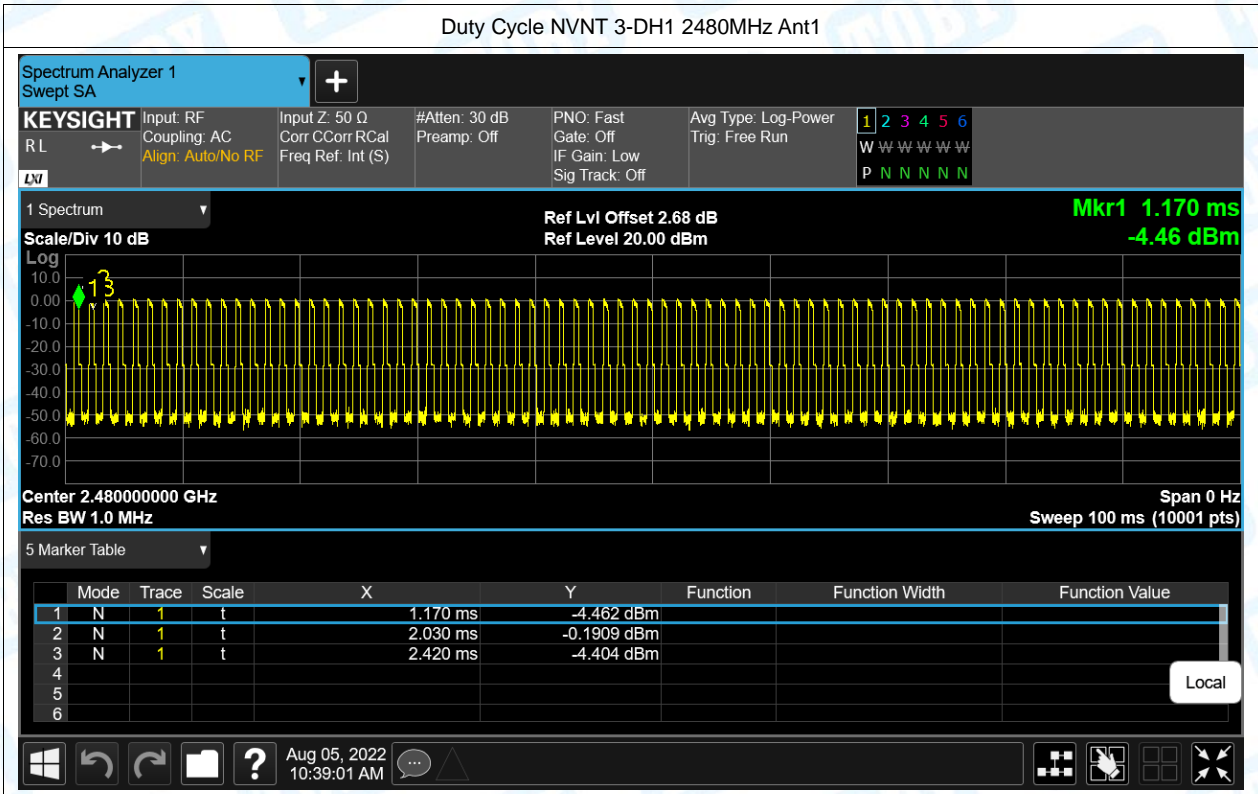 Duty Cycle NVNT 3-DH1 2480MHz Ant1
Spectrum Analyzer 1
Swept SA
KEYSIGHT
RL
LXI
Input: RF
Coupling: AC
Align: Auto/No RF
Input Z: 50 Ω
Corr CCorr RCal
Freq Ref: Int (S)
#Atten: 30 dB
Preamp: Off
PNO: Fast
Gate: Off
IF Gain: Low
Sig Track: Off
Avg Type: Log-Power
Trig: Free Run
1 2 3 4 5 6
W W W W W W
P N N N N N
1 Spectrum
Scale/Div 10 dB
Ref Lvl Offset 2.68 dB
Ref Level 20.00 dBm
Mkr1 1.170 ms
-4.46 dBm
Log
10.0
0.00
-10.0
-20.0
-30.0
-40.0
-50.0
-60.0
-70.0
1 3
Center 2.480000000 GHz
Span 0 Hz
Res BW 1.0 MHz
Sweep 100 ms (10001 pts)
5 Marker Table
Mode Trace Scale X Y Function Function Width Function Value
1 N 1 t 1.170 ms -4.462 dBm
2 N 1 t 2.030 ms -0.1909 dBm
3 N 1 t 2.420 ms -4.404 dBm
4
5
6
Local
?
Aug 05, 2022
10:39:01 AM